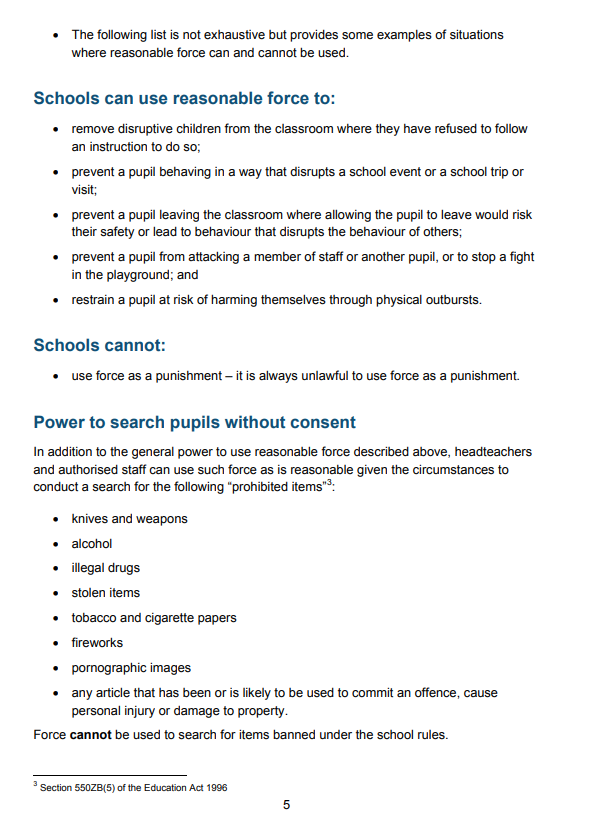 • The following list is not exhaustive but provides some examples of situations
where reasonable force can and cannot be used.
Schools can use reasonable force to:
• remove disruptive children from the classroom where they have refused to follow
an instruction to do so;
• prevent a pupil behaving in a way that disrupts a school event or a school trip or
visit;
• prevent a pupil leaving the classroom where allowing the pupil to leave would risk
their safety or lead to behaviour that disrupts the behaviour of others;
• prevent a pupil from attacking a member of staff or another pupil, or to stop a fight
in the playground; and
• restrain a pupil at risk of harming themselves through physical outbursts.
Schools cannot:
• use force as a punishment – it is always unlawful to use force as a punishment.
Power to search pupils without consent
In addition to the general power to use reasonable force described above, headteachers
and authorised staff can use such force as is reasonable given the circumstances to
conduct a search for the following “prohibited items”³:
• knives and weapons
• alcohol
• illegal drugs
• stolen items
• tobacco and cigarette papers
• fireworks
• pornographic images
• any article that has been or is likely to be used to commit an offence, cause
personal injury or damage to property.
Force cannot be used to search for items banned under the school rules.
³ Section 550ZB(5) of the Education Act 1996
5